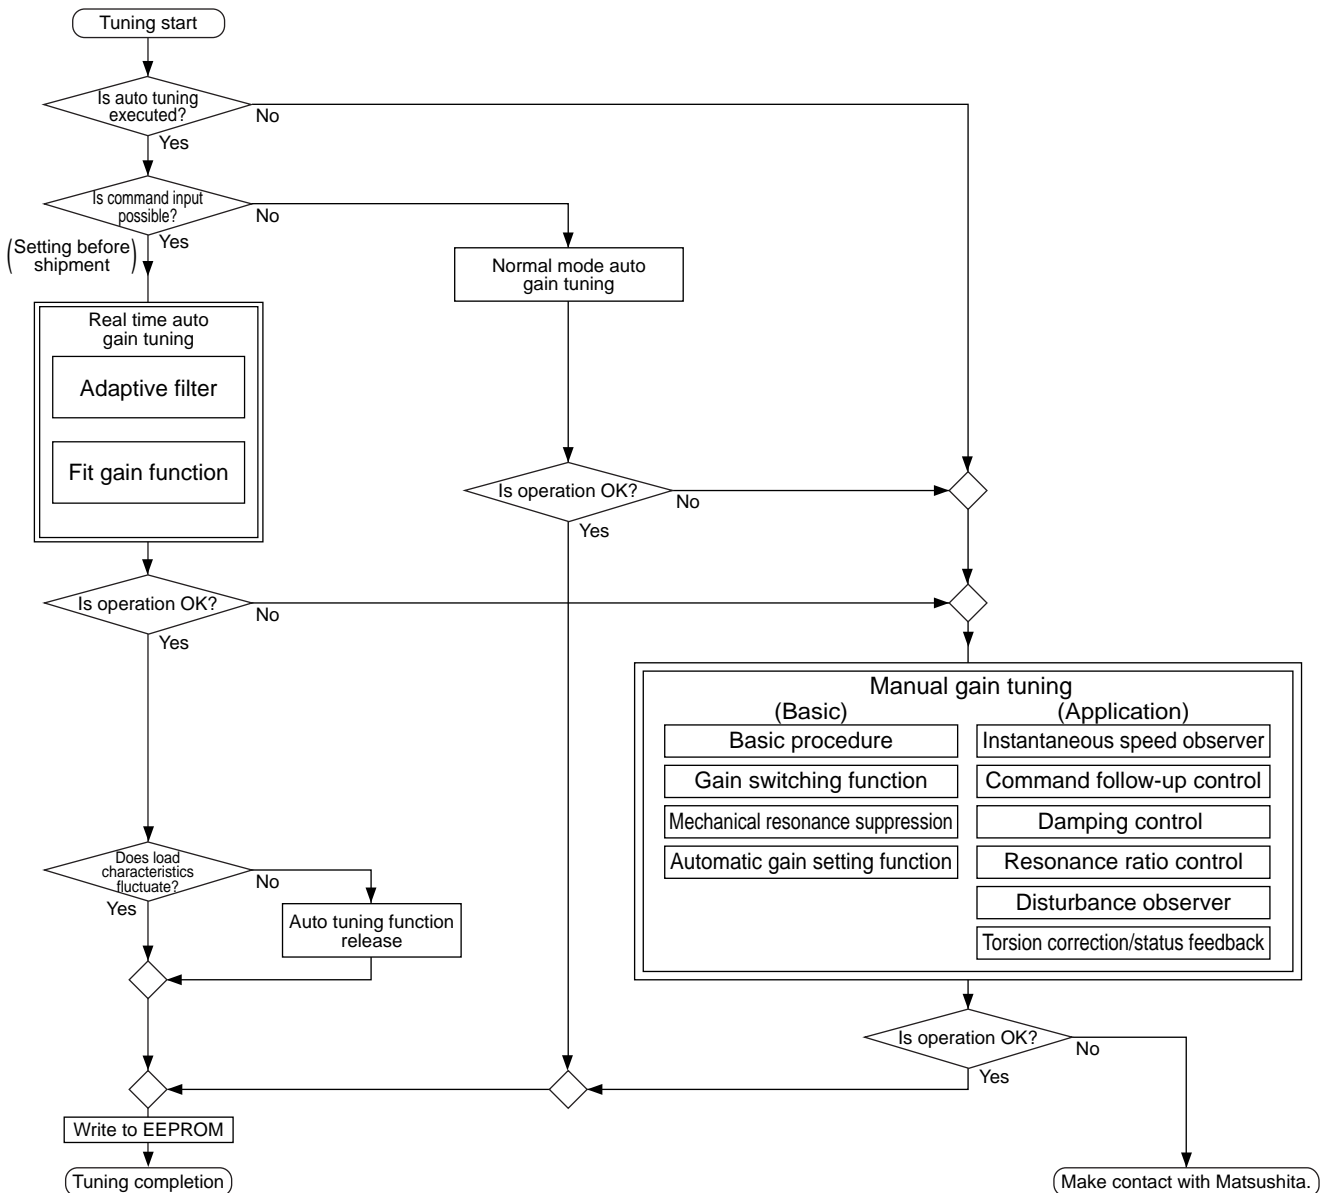 Tuning start
Is auto tuning
executed?
No
Yes
Is command input
possible?
No
Yes
(Setting before
shipment)
Normal mode auto
gain tuning
Real time auto
gain tuning
Adaptive filter
Fit gain function
Is operation OK?
No
Yes
Is operation OK?
No
Yes
Manual gain tuning
(Basic)
(Application)
Basic procedure
Instantaneous speed observer
Gain switching function
Command follow-up control
Mechanical resonance suppression
Damping control
Automatic gain setting function
Resonance ratio control
Disturbance observer
Torsion correction/status feedback
Does load
characteristics
fluctuate?
No
Yes
Auto tuning function
release
Is operation OK?
No
Yes
Write to EEPROM
Tuning completion
Make contact with Matsushita.